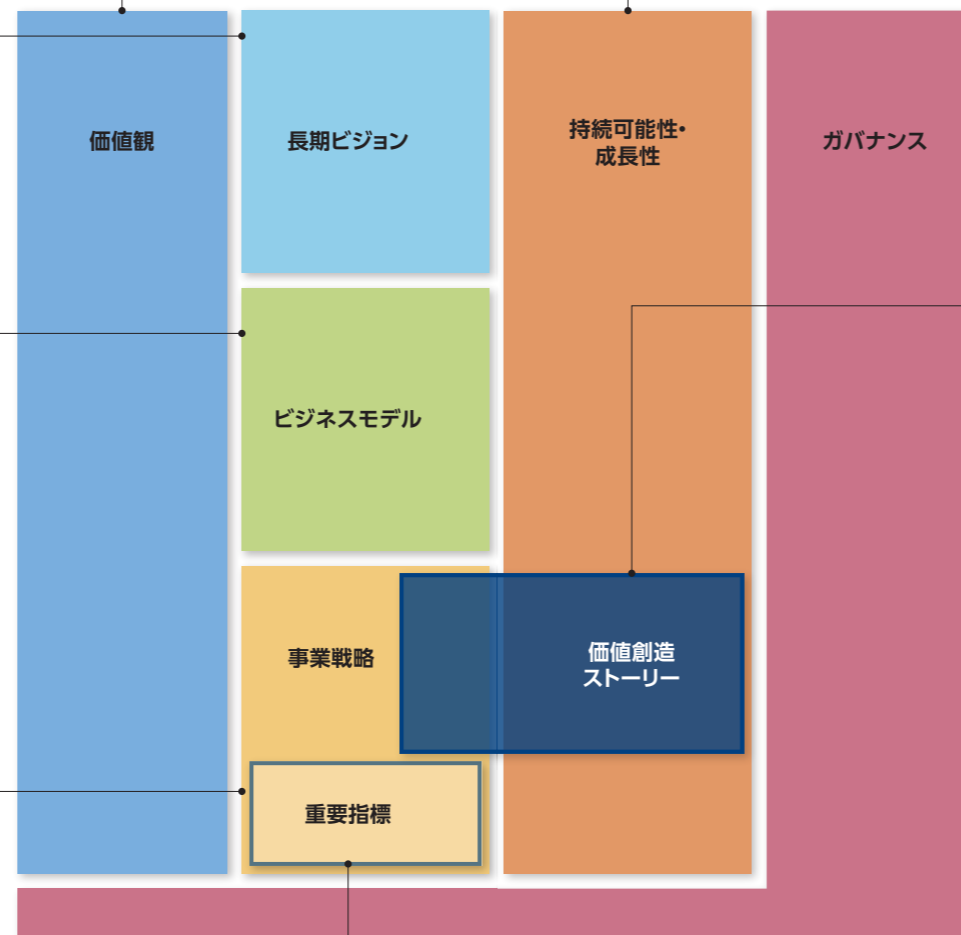 価値観
長期ビジョン
持続可能性・
成長性
ガバナンス
ビジネスモデル
事業戦略
価値創造
ストーリー
重要指標